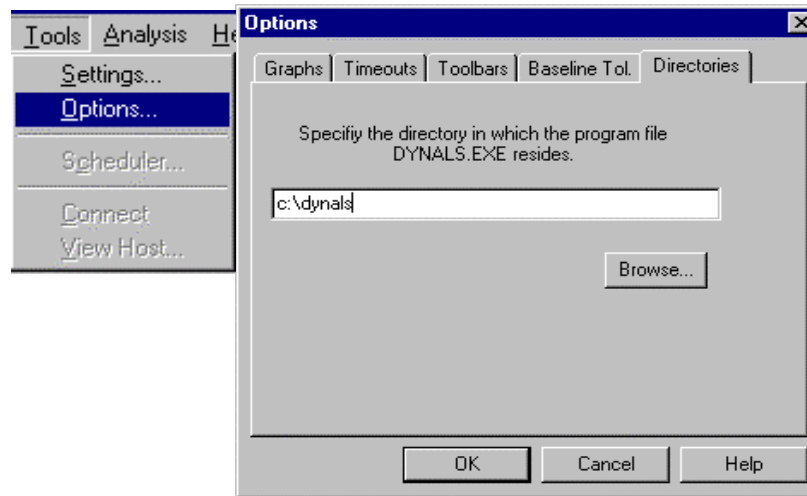 Tools Analysis He
Settings...
Options...
Scheduler...
Connect
View Host...
Options
Graphs Timeouts Toolbars Baseline Tol. Directories
Specifiy the directory in which the program file
DYNALS.EXE resides.
c:\dynals
Browse...
OK Cancel Help